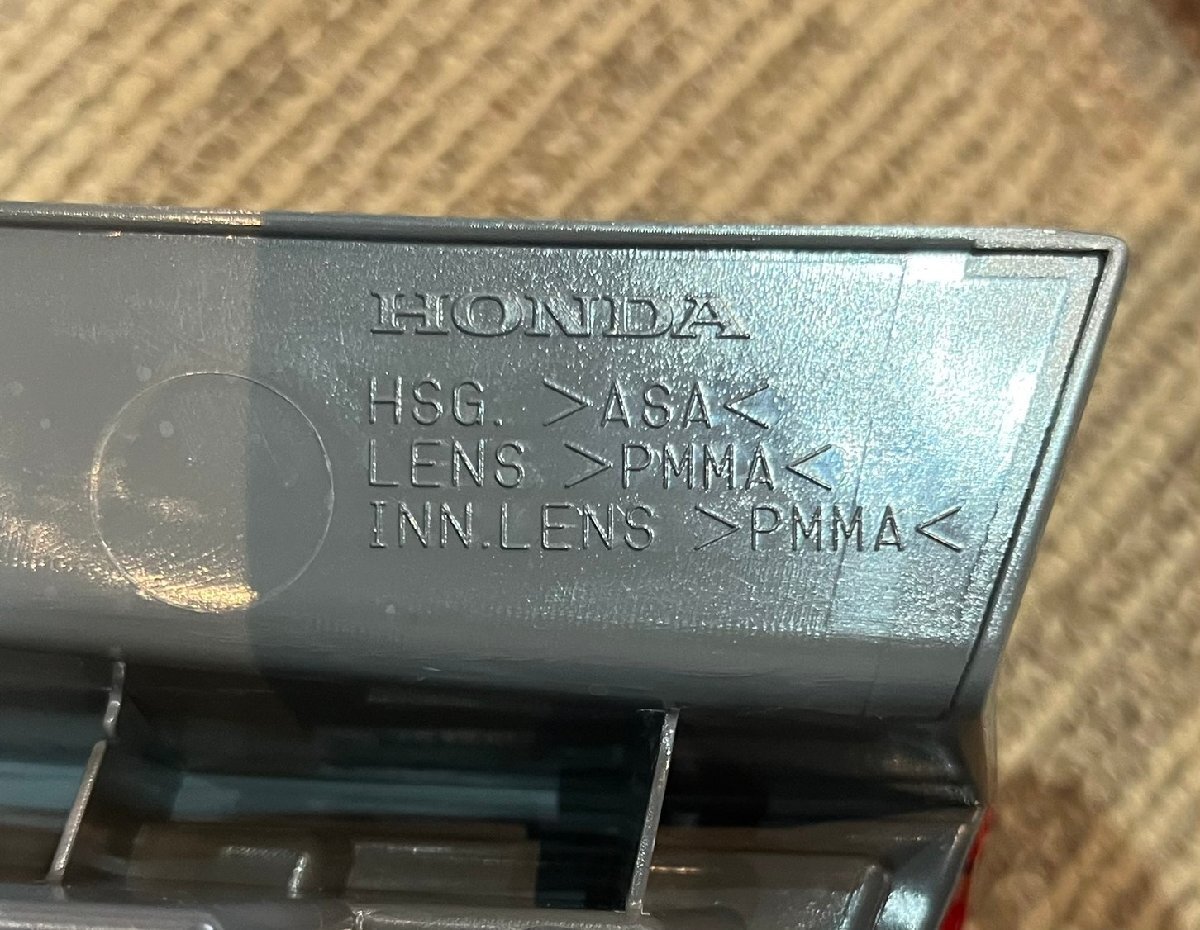 HONDA
HSG. >ASA<
LENS >PMMA<
INN.LENS >PMMA<